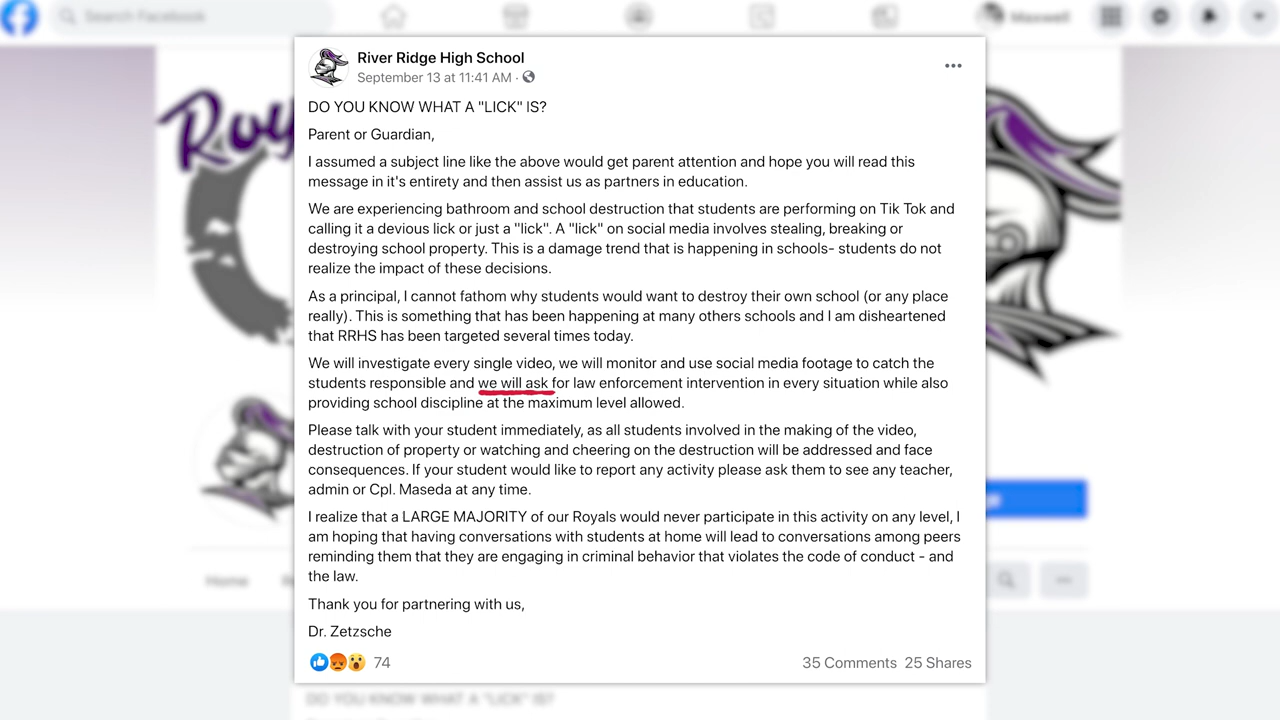 Search Facebook
Maxwell
River Ridge High School
September 13 at 11:41 AM ·
DO YOU KNOW WHAT A "LICK" IS?
Parent or Guardian,
I assumed a subject line like the above would get parent attention and hope you will read this
message in it's entirety and then assist us as partners in education.
We are experiencing bathroom and school destruction that students are performing on Tik Tok and
calling it a devious lick or just a "lick". A "lick" on social media involves stealing, breaking or
destroying school property. This is a damage trend that is happening in schools- students do not
realize the impact of these decisions.
As a principal, I cannot fathom why students would want to destroy their own school (or any place
really). This is something that has been happening at many others schools and I am disheartened
that RRHS has been targeted several times today.
We will investigate every single video, we will monitor and use social media footage to catch the
students responsible and we will ask for law enforcement intervention in every situation while also
providing school discipline at the maximum level allowed.
Please talk with your student immediately, as all students involved in the making of the video,
destruction of property or watching and cheering on the destruction will be addressed and face
consequences. If your student would like to report any activity please ask them to see any teacher,
admin or Cpl. Maseda at any time.
I realize that a LARGE MAJORITY of our Royals would never participate in this activity on any level, I
am hoping that having conversations with students at home will lead to conversations among peers
reminding them that they are engaging in criminal behavior that violates the code of conduct - and
the law.
Thank you for partnering with us,
Dr. Zetzsche
74
35 Comments 25 Shares
Home
DO YOU KNOW WHAT A "LICK" IS?